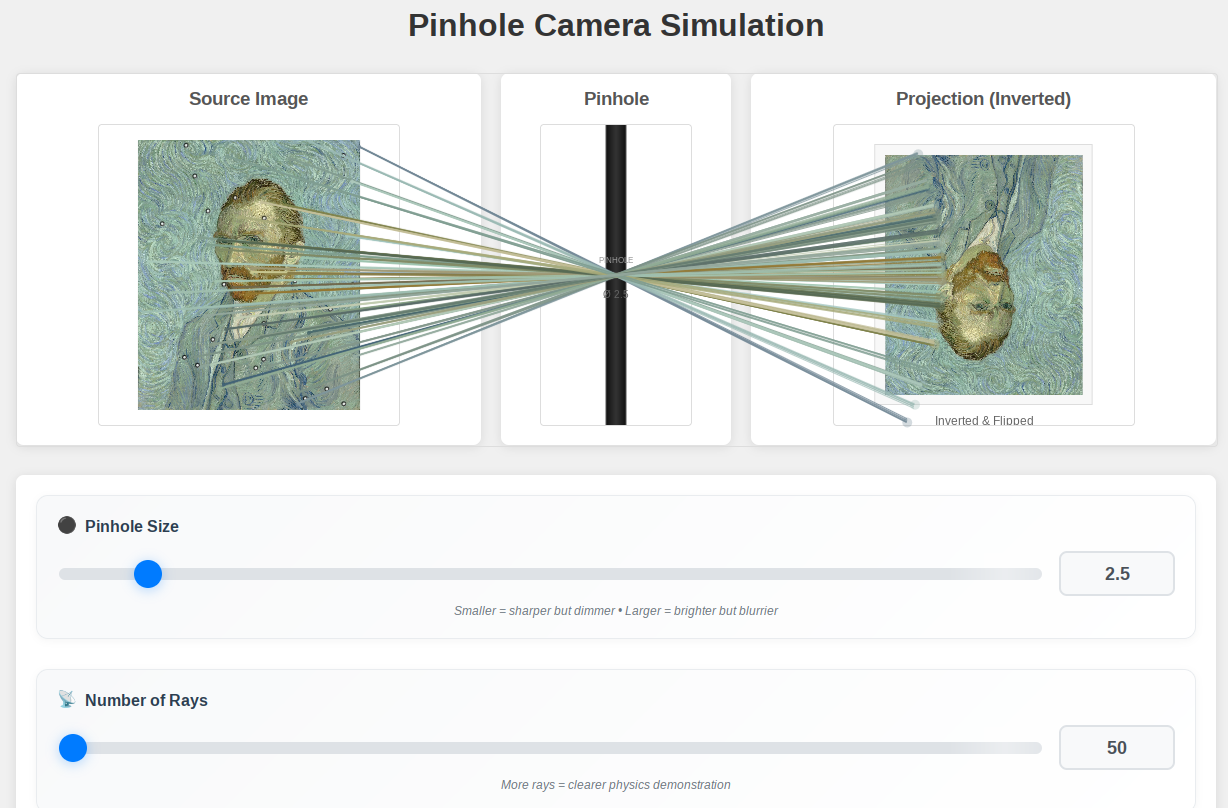 Pinhole Camera Simulation
Source Image
Pinhole
Projection (Inverted)
PINHOLE
Ø 2.5
Inverted & Flipped
Pinhole Size
2.5
Smaller = sharper but dimmer • Larger = brighter but blurrier
Number of Rays
50
More rays = clearer physics demonstration